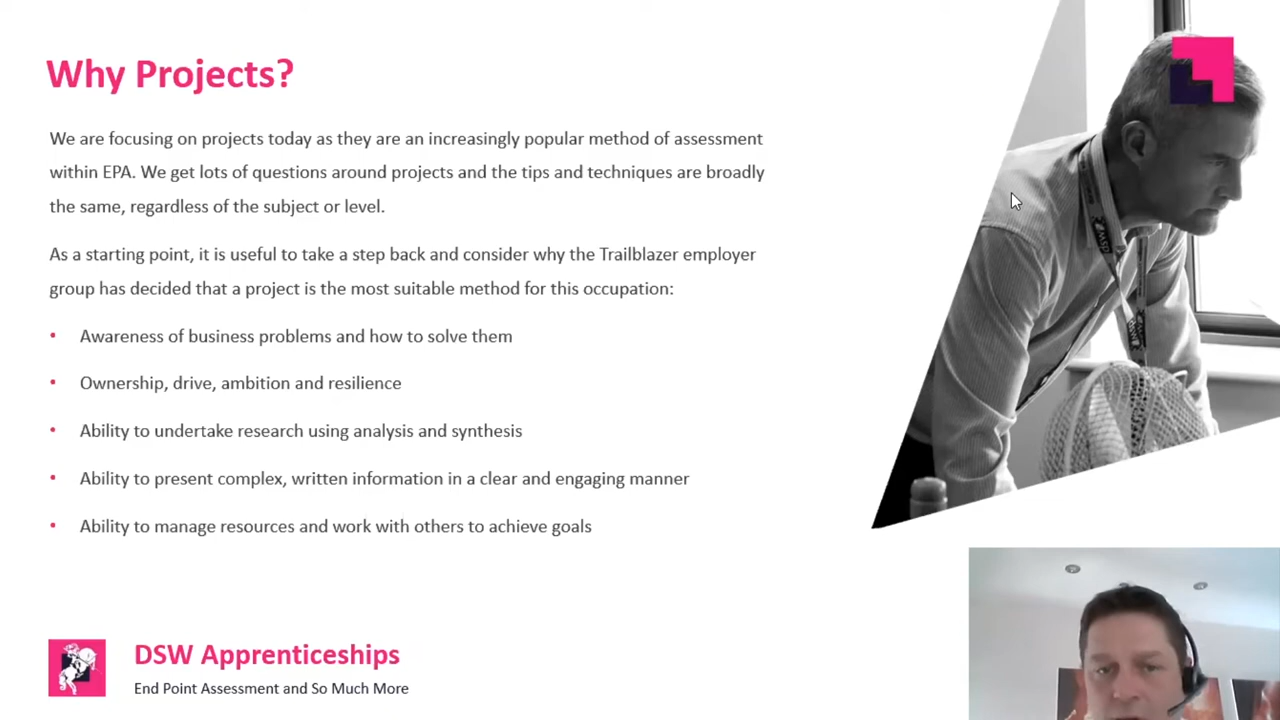 Why Projects?
We are focusing on projects today as they are an increasingly popular method of assessment
within EPA. We get lots of questions around projects and the tips and techniques are broadly
the same, regardless of the subject or level.
As a starting point, it is useful to take a step back and consider why the Trailblazer employer
group has decided that a project is the most suitable method for this occupation:
• Awareness of business problems and how to solve them
• Ownership, drive, ambition and resilience
• Ability to undertake research using analysis and synthesis
• Ability to present complex, written information in a clear and engaging manner
• Ability to manage resources and work with others to achieve goals
DSW Apprenticeships
End Point Assessment and So Much More